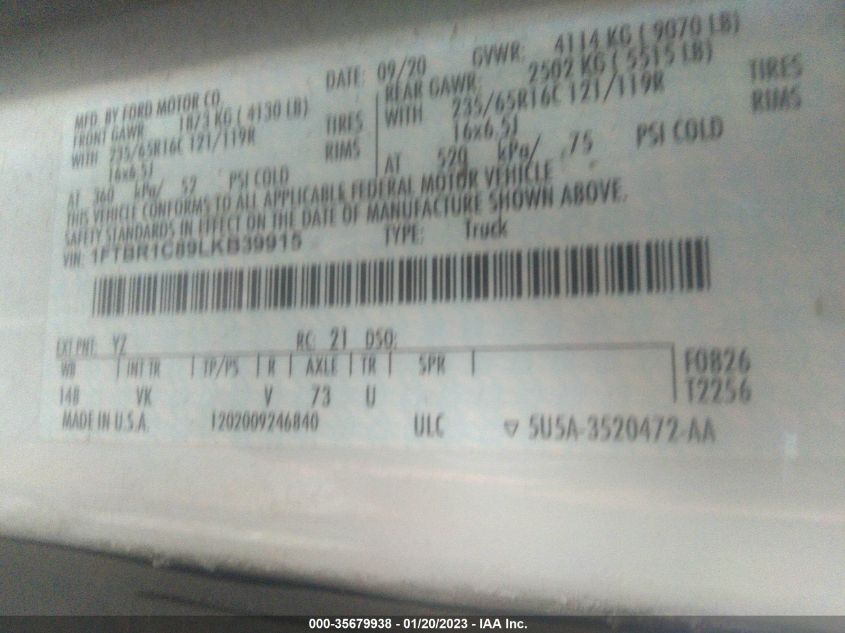 MFD. BY FORD MOTOR CO. DATE: 09/20 GVWR: 4114 KG ( 9070 LB)
FRONT GAWR: 1873 KG ( 4130 LB) REAR GAWR: 2502 KG ( 5515 LB)
WITH 235/65R16C 121/119R TIRES WITH 235/65R16C 121/119R TIRES
16x6.5J RIMS 16x6.5J RIMS
AT 360 kPa/ 52 PSI COLD AT 520 kPa/ 75 PSI COLD
THIS VEHICLE CONFORMS TO ALL APPLICABLE FEDERAL MOTOR VEHICLE
SAFETY STANDARDS IN EFFECT ON THE DATE OF MANUFACTURE SHOWN ABOVE.
VIN: 1FTBR1C89LKB39915 TYPE: Truck
EXT PNT: YZ RC: 21 DSO:
WB | INT TR | TP/PS | R | AXLE | TR | SPR | F0826
148 VK V 73 U T2256
MADE IN U.S.A. 1202009246840 ULC ▽ 5U5A-3520472-AA
000-35679938 - 01/20/2023 - IAA Inc.